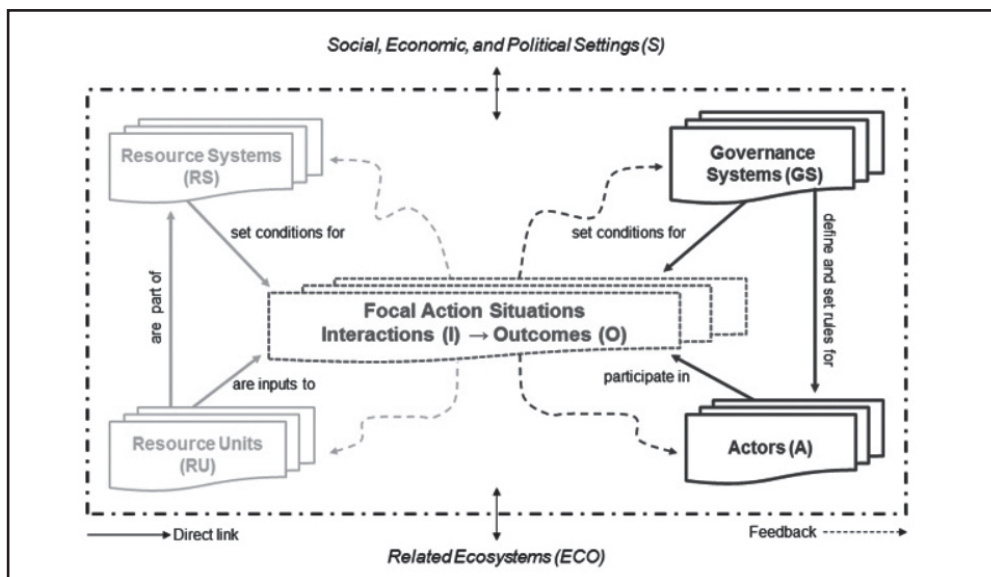 Social, Economic, and Political Settings (S)
Resource Systems
(RS)
Governance
Systems (GS)
set conditions for
set conditions for
are part of
define and set rules for
Focal Action Situations
Interactions (I) → Outcomes (O)
are inputs to
participate in
Resource Units
(RU)
Actors (A)
Direct link
Feedback
Related Ecosystems (ECO)